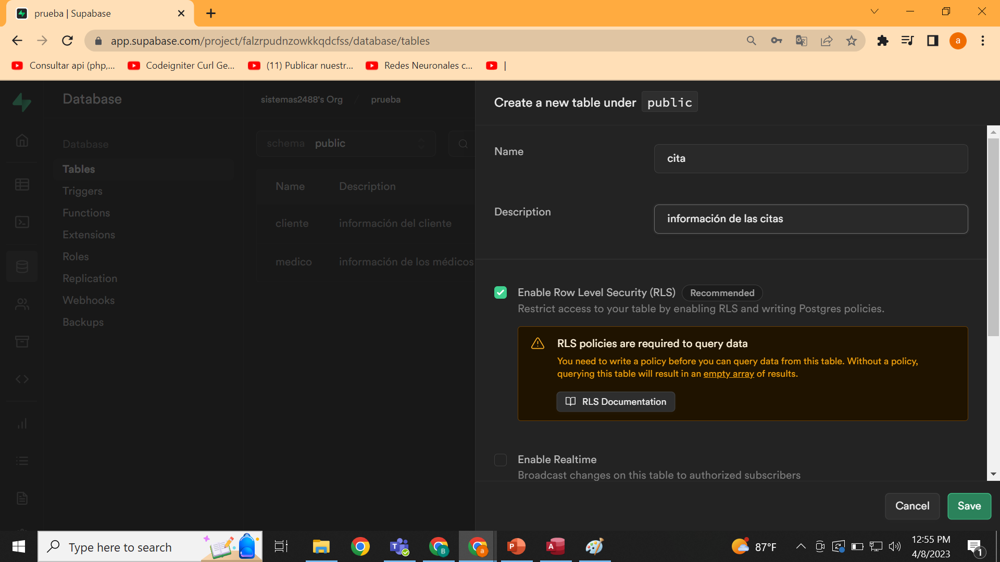 prueba | Supabase
app.supabase.com/project/falzrpudnzowkkqdcfss/database/tables
a
Consultar api (php,...
Codeigniter Curl Ge...
(11) Publicar nuestr...
Redes Neuronales c...
|
Database
sistemas2488's Org / prueba
Database
Tables
Triggers
Functions
Extensions
Roles
Replication
Webhooks
Backups
schema public
Name Description
cliente información del cliente
medico información de los médicos
Create a new table under public
Name
cita
Description
información de las citas
Enable Row Level Security (RLS) Recommended
Restrict access to your table by enabling RLS and writing Postgres policies.
RLS policies are required to query data
You need to write a policy before you can query data from this table. Without a policy,
querying this table will result in an empty array of results.
RLS Documentation
Enable Realtime
Broadcast changes on this table to authorized subscribers
Cancel
Save
Type here to search
T
B
a
P
A
87°F
12:55 PM
4/8/2023
1